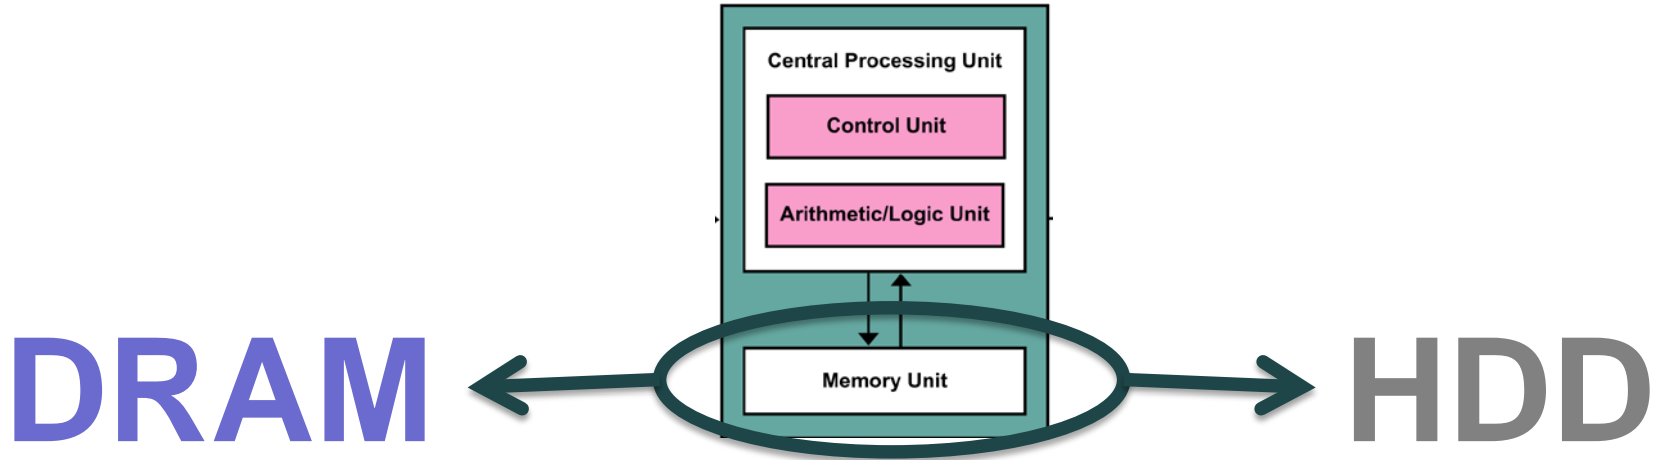 Central Processing Unit
Control Unit
Arithmetic/Logic Unit
DRAM
Memory Unit
HDD